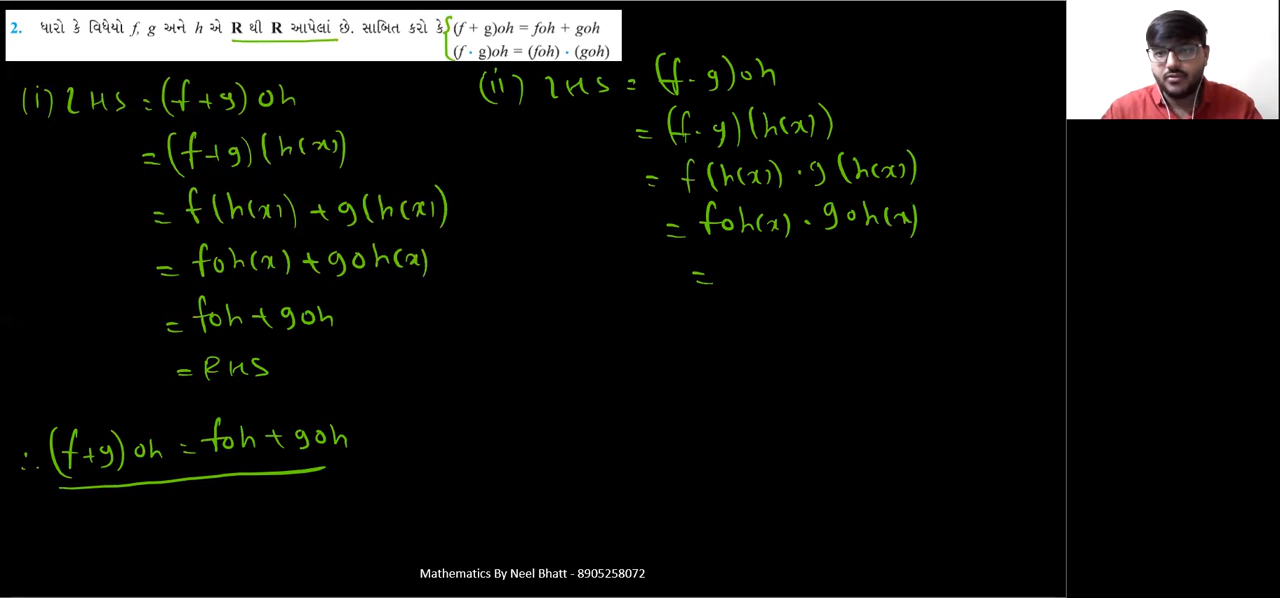 2. ધારો કે વિધેયો f, g અને h એ R થી R આપેલાં છે. સાબિત કરો કે (f + g)oh = foh + goh
(f · g)oh = (foh) · (goh)
(i) LHS = (f+g) oh
= (f+g)(h(x))
= f(h(x)) + g(h(x))
= foh(x) + goh(x)
= foh + goh
= RHS
∴ (f+g) oh = foh + goh
(ii) LHS = (f · g) oh
= (f · g)(h(x))
= f(h(x)) · g(h(x))
= foh(x) · goh(x)
=
Mathematics By Neel Bhatt - 8905258072